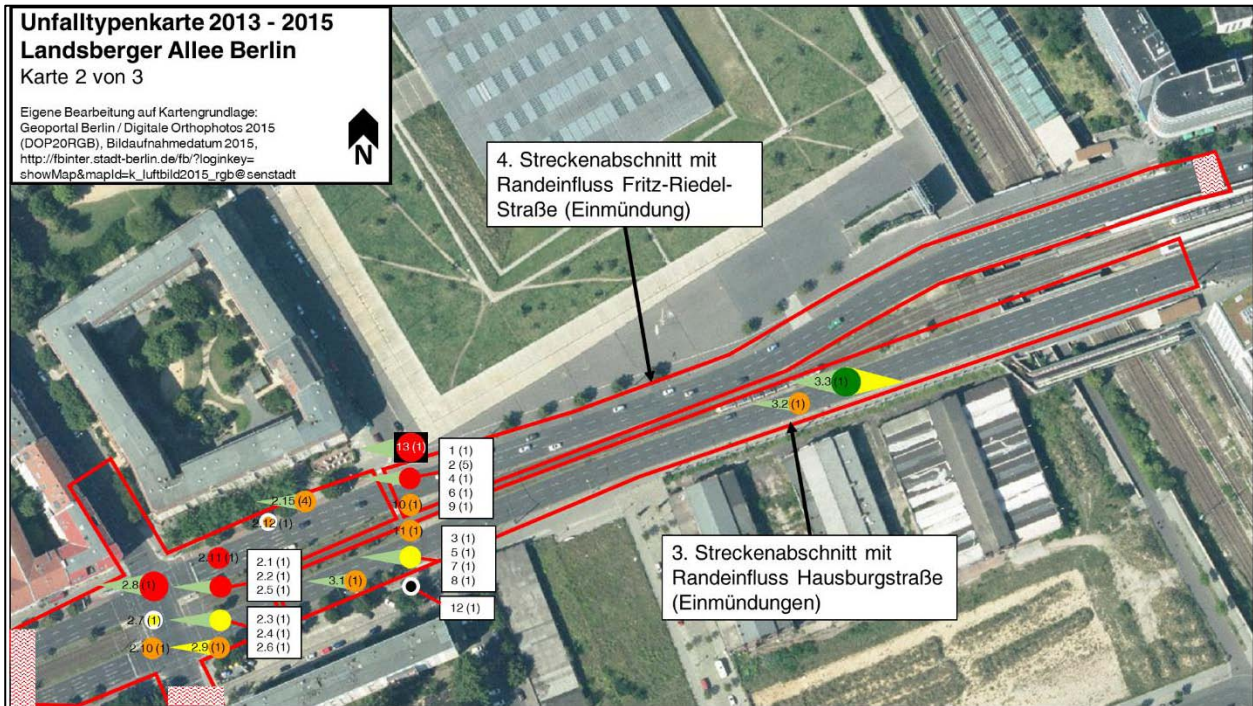 Unfalltypenkarte 2013 - 2015
Landsberger Allee Berlin
Karte 2 von 3
Eigene Bearbeitung auf Kartengrundlage:
Geoportal Berlin / Digitale Orthophotos 2015
(DOP20RGB), Bildaufnahmedatum 2015,
http://fbinter.stadt-berlin.de/fb/?loginkey=
showMap&mapId=k_luftbild2015_rgb@senstadt
N
4. Streckenabschnitt mit
Randeinfluss Fritz-Riedel-
Straße (Einmündung)
3.3 (1)
3.2 (1)
13 (1)
1 (1)
2 (5)
4 (1)
6 (1)
9 (1)
10 (1)
11 (1)
2.15 (4)
2.12 (1)
2.11 (1)
2.1 (1)
2.2 (1)
2.5 (1)
2.8 (1)
3.1 (1)
3 (1)
5 (1)
7 (1)
8 (1)
12 (1)
2.7 (1)
2.3 (1)
2.4 (1)
2.6 (1)
2.10 (1)
2.9 (1)
3. Streckenabschnitt mit
Randeinfluss Hausburgstraße
(Einmündungen)